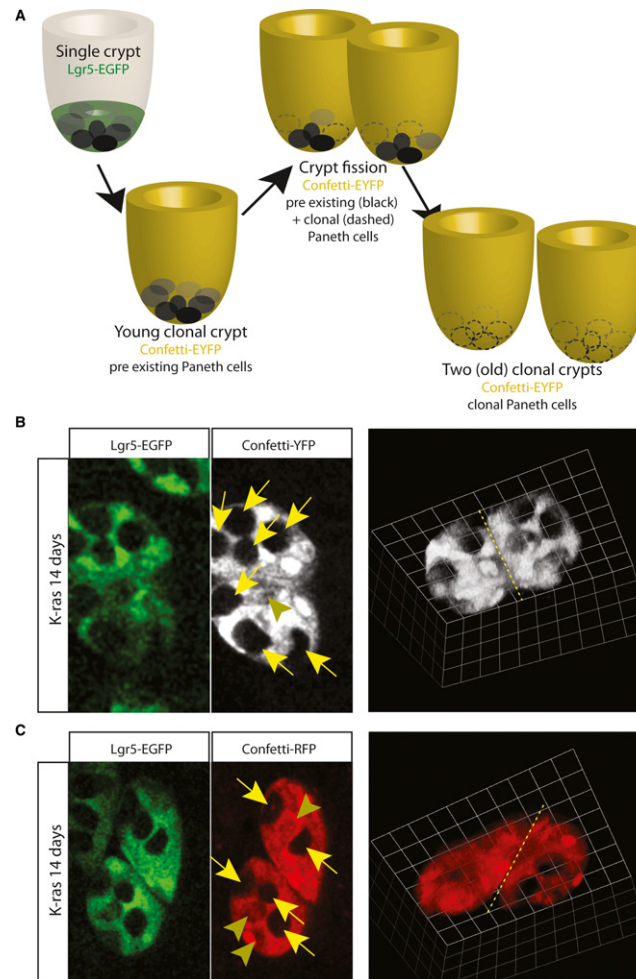 A
Single crypt
Lgr5-EGFP
Crypt fission
Confetti-EYFP
pre existing (black)
+ clonal (dashed)
Paneth cells
Young clonal crypt
Confetti-EYFP
pre existing Paneth cells
Two (old) clonal crypts
Confetti-EYFP
clonal Paneth cells
B
Lgr5-EGFP
Confetti-YFP
K-ras 14 days
C
Lgr5-EGFP
Confetti-RFP
K-ras 14 days